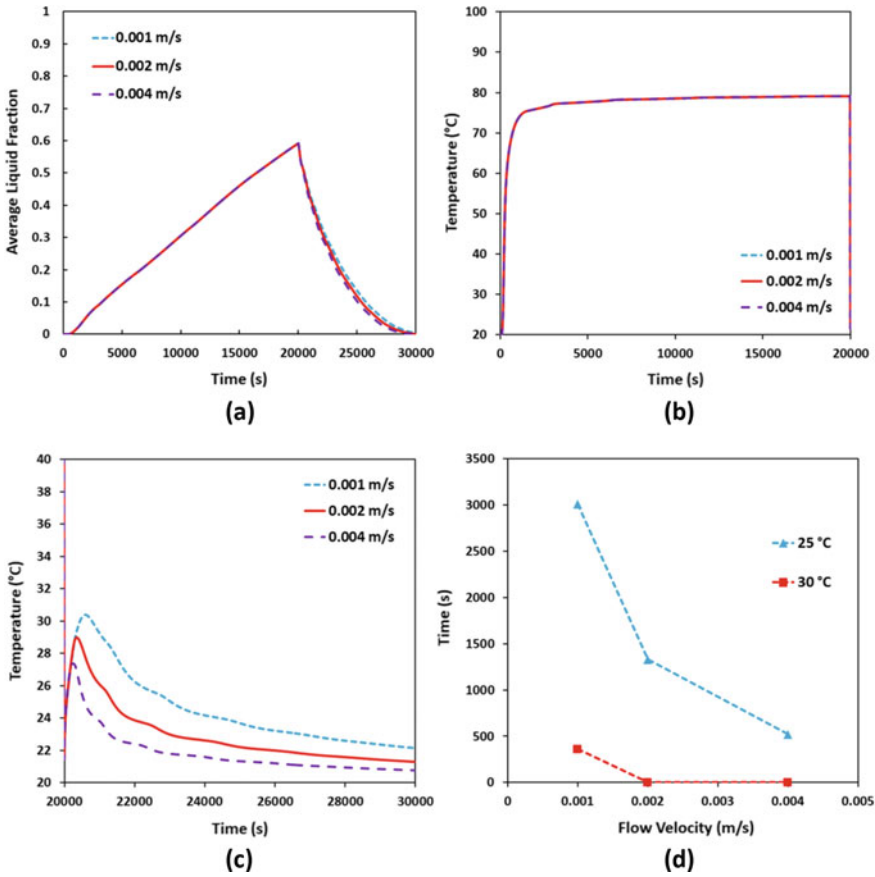 1
0.9
0.8
0.7
0.6
0.5
0.4
0.3
0.2
0.1
0
Average Liquid Fraction
0.001 m/s
0.002 m/s
0.004 m/s
0 5000 10000 15000 20000 25000 30000
Time (s)
(a)
100
90
80
70
60
50
40
30
20
Temperature (°C)
0.001 m/s
0.002 m/s
0.004 m/s
0 5000 10000 15000 20000
Time (s)
(b)
40
38
36
34
32
30
28
26
24
22
20
Temperature (°C)
0.001 m/s
0.002 m/s
0.004 m/s
20000 22000 24000 26000 28000 30000
Time (s)
(c)
3500
3000
2500
2000
1500
1000
500
0
Time (s)
25 °C
30 °C
0 0.001 0.002 0.003 0.004 0.005
Flow Velocity (m/s)
(d)